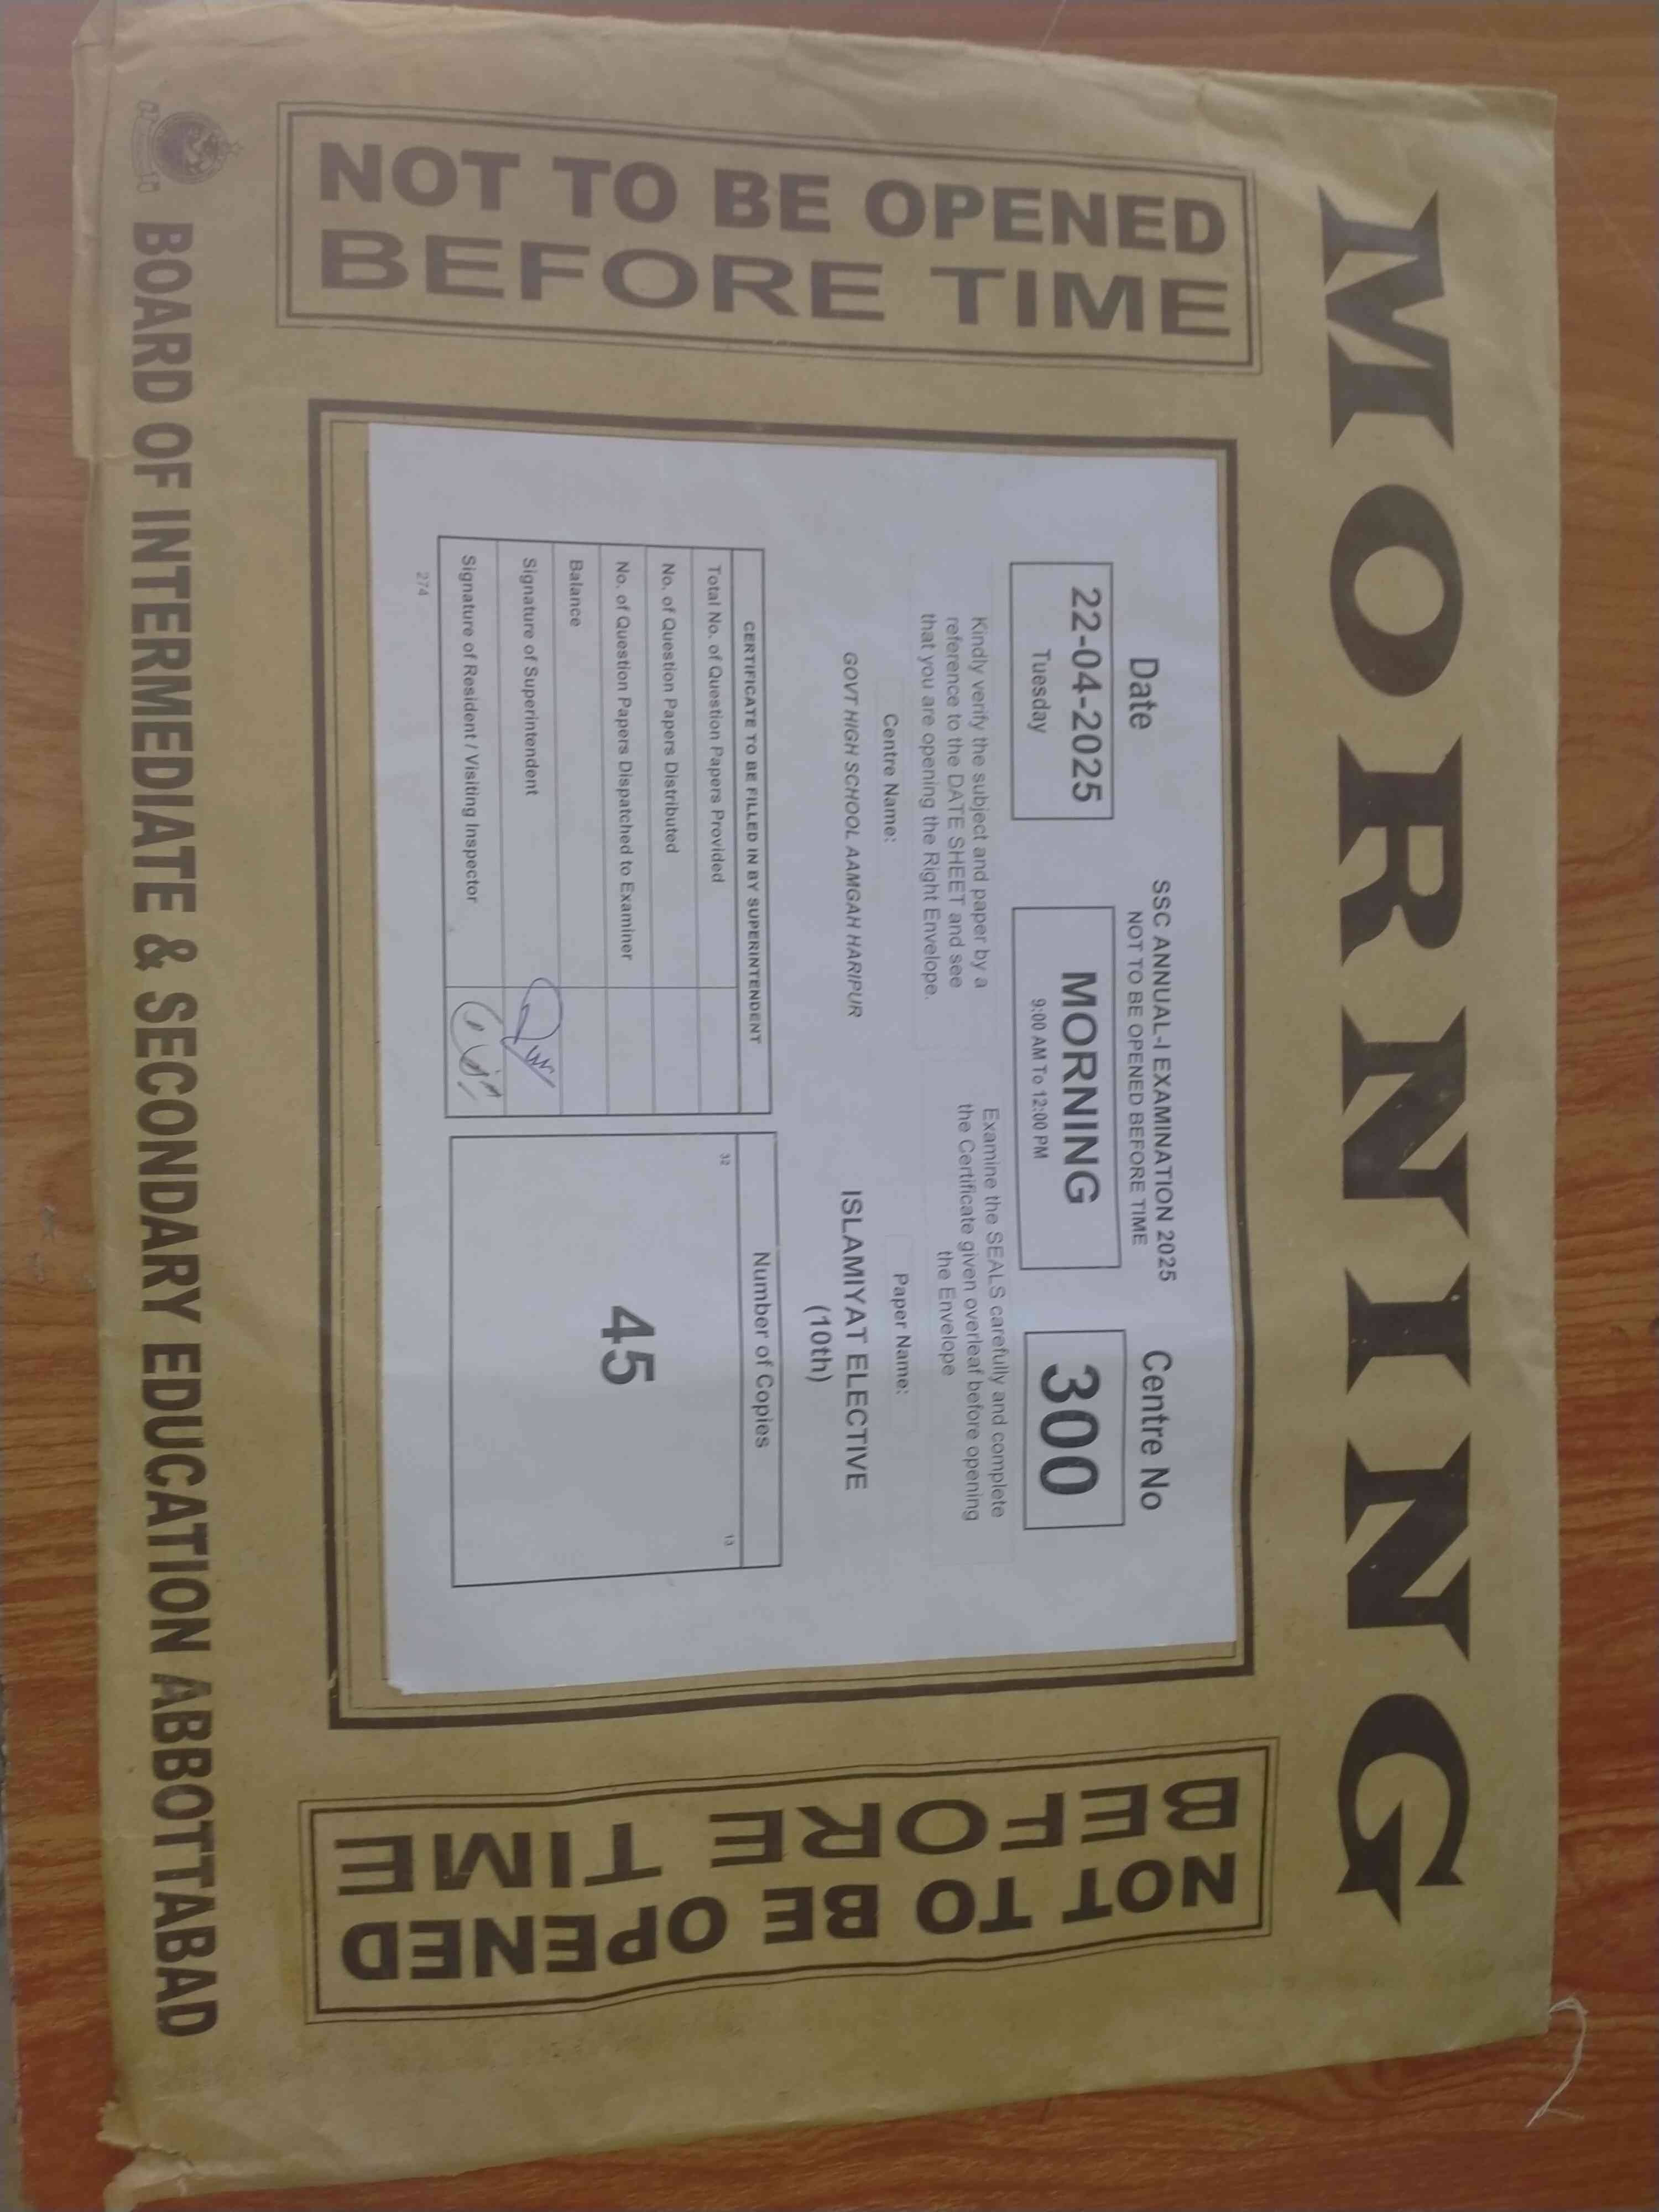 MORNING
NOT TO BE OPENED
BEFORE TIME
Date
22-04-2025
Tuesday
SSC ANNUAL-I EXAMINATION 2025
NOT TO BE OPENED BEFORE TIME
MORNING
9:00 AM To 12:00 PM
Centre No
300
Kindly verify the subject and paper by a
reference to the DATE SHEET and see
that you are opening the Right Envelope.
Examine the SEALS carefully and complete
the Certificate given overleaf before opening
the Envelope
Centre Name:
GOVT HIGH SCHOOL AAMGAH HARIPUR
Paper Name:
ISLAMIYAT ELECTIVE
(10th)
CERTIFICATE TO BE FILLED IN BY SUPERINTENDENT
Total No. of Question Papers Provided
No. of Question Papers Distributed
No. of Question Papers Dispatched to Examiner
Balance
Signature of Superintendent
Signature of Resident / Visiting Inspector
274
Number of Copies
32
13
45
NOT TO BE OPENED
BEFORE TIME
BOARD OF INTERMEDIATE & SECONDARY EDUCATION ABBOTTABAD